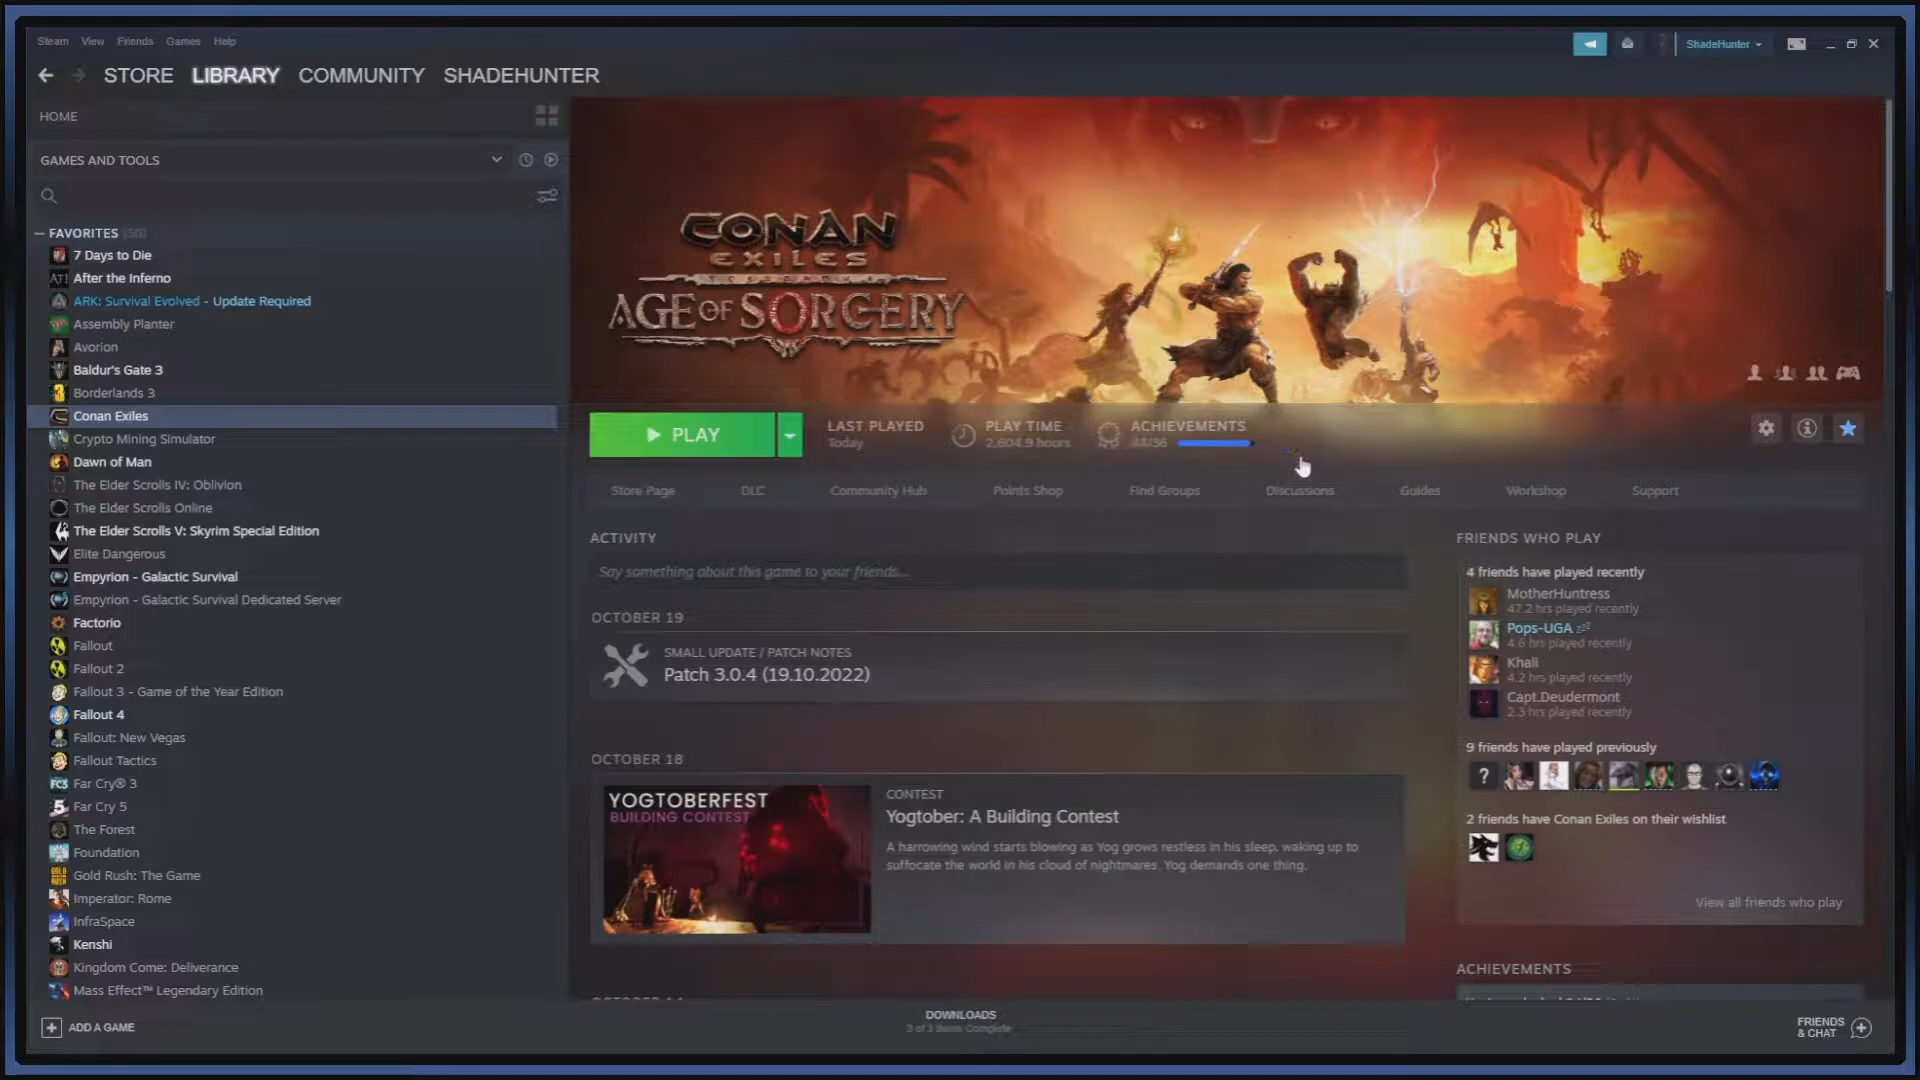 Steam View Friends Games Help
ShadeHunter
STORE LIBRARY COMMUNITY SHADEHUNTER
HOME
GAMES AND TOOLS
FAVORITES (50)
7 Days to Die
After the Inferno
ARK: Survival Evolved - Update Required
Assembly Planter
Avorion
Baldur's Gate 3
Borderlands 3
Conan Exiles
Crypto Mining Simulator
Dawn of Man
The Elder Scrolls IV: Oblivion
The Elder Scrolls Online
The Elder Scrolls V: Skyrim Special Edition
Elite Dangerous
Empyrion - Galactic Survival
Empyrion - Galactic Survival Dedicated Server
Factorio
Fallout
Fallout 2
Fallout 3 - Game of the Year Edition
Fallout 4
Fallout: New Vegas
Fallout Tactics
Far Cry® 3
Far Cry 5
The Forest
Foundation
Gold Rush: The Game
Imperator: Rome
InfraSpace
Kenshi
Kingdom Come: Deliverance
Mass Effect™ Legendary Edition
ADD A GAME
CONAN
EXILES
AGE OF SORCERY
PLAY
LAST PLAYED
Today
PLAY TIME
2,604.9 hours
ACHIEVEMENTS
Store Page DLC Community Hub Points Shop Find Groups Discussions Guides Workshop Support
ACTIVITY
Say something about this game to your friends...
OCTOBER 19
SMALL UPDATE / PATCH NOTES
Patch 3.0.4 (19.10.2022)
OCTOBER 18
YOGTOBERFEST
BUILDING CONTEST
CONTEST
Yogtober: A Building Contest
A harrowing wind starts blowing as Yog grows restless in his sleep, waking up to
suffocate the world in his cloud of nightmares. Yog demands one thing.
FRIENDS WHO PLAY
4 friends have played recently
MotherHuntress
47.2 hrs played recently
Pops-UGA zzz
4.6 hrs played recently
Khali
4.2 hrs played recently
Capt.Deudermont
2.3 hrs played recently
9 friends have played previously
?
2 friends have Conan Exiles on their wishlist
View all friends who play
ACHIEVEMENTS
DOWNLOADS
3 of 3 Items Complete
FRIENDS
& CHAT